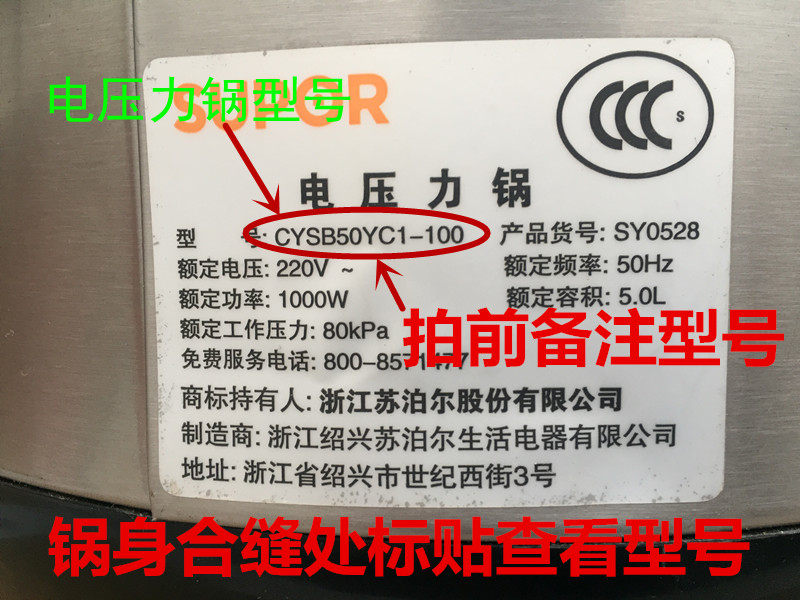 SUPOR
电压力锅型号
CCC S
电压力锅
型 号: CYSB50YC1-100 产品货号: SY0528
额定电压: 220V ~ 额定频率: 50Hz
额定功率: 1000W 额定容积: 5.0L
额定工作压力: 80kPa
拍前备注型号
免费服务电话: 800-8571477
商标持有人: 浙江苏泊尔股份有限公司
制造商: 浙江绍兴苏泊尔生活电器有限公司
地址: 浙江省绍兴市世纪西街3号
锅身合缝处标贴查看型号